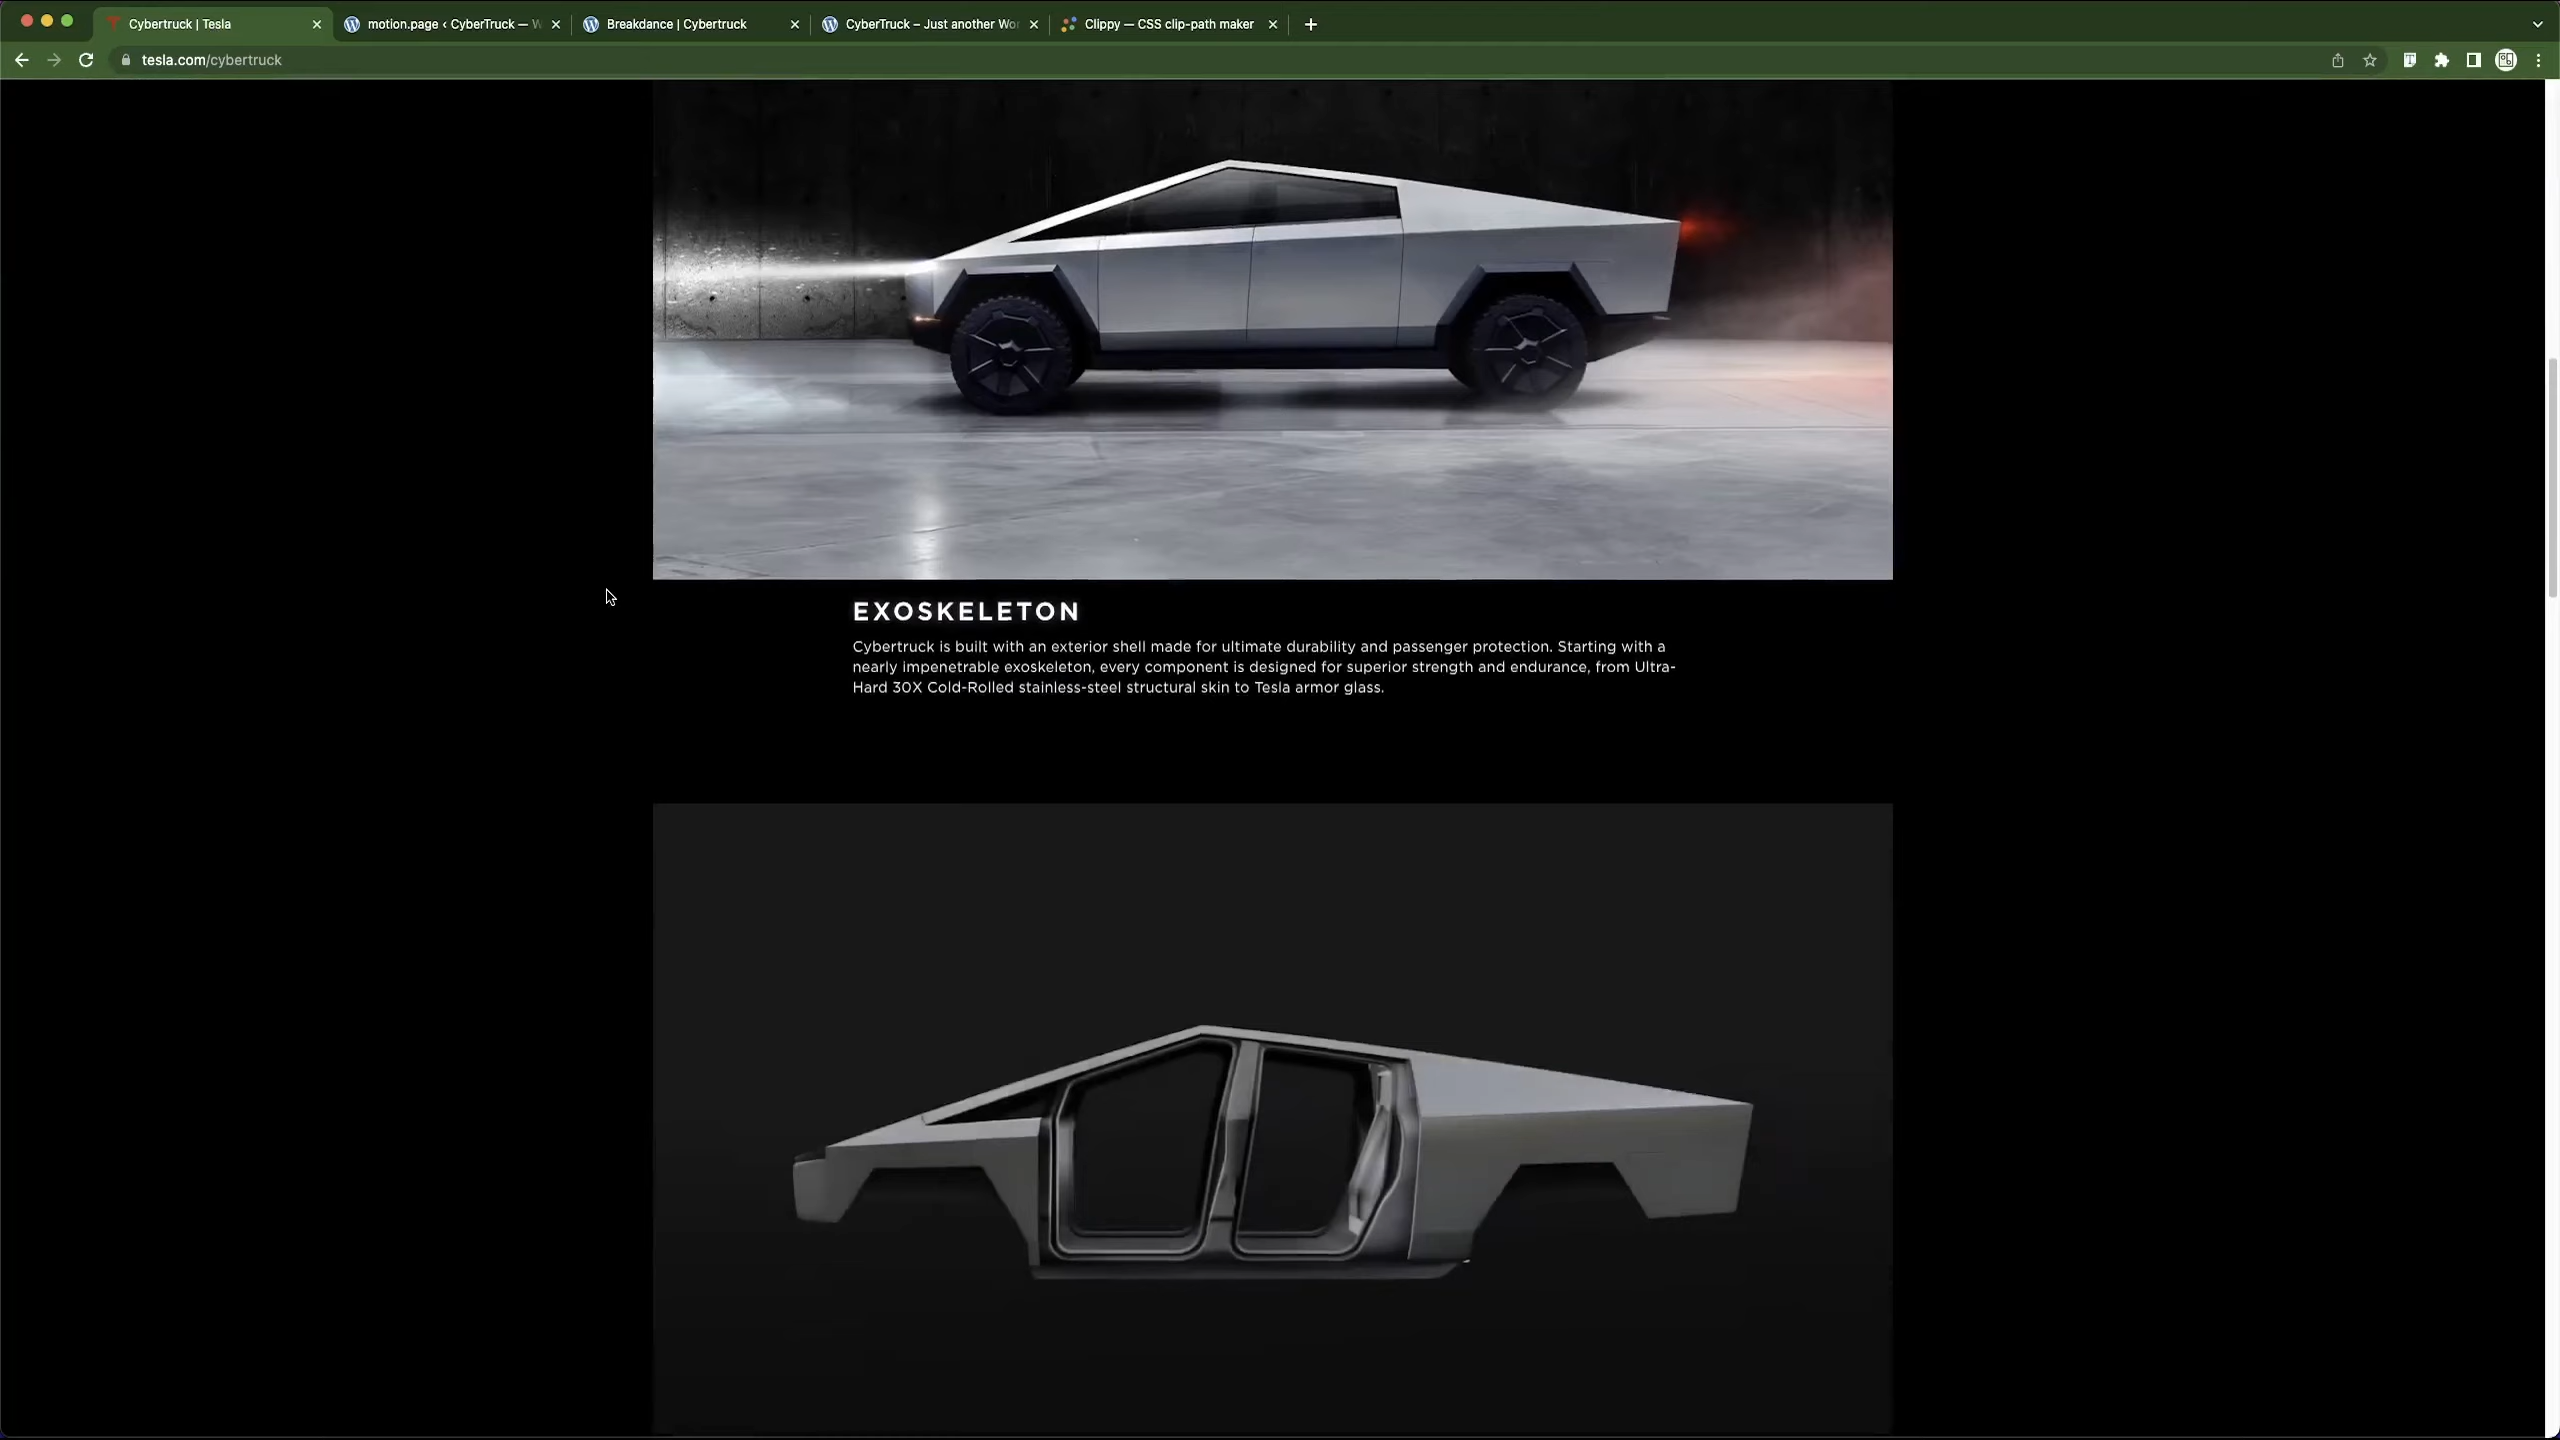 Cybertruck | Tesla
motion.page ‹ CyberTruck — W
Breakdance | Cybertruck
CyberTruck – Just another Wor
Clippy — CSS clip-path maker
tesla.com/cybertruck
EXOSKELETON
Cybertruck is built with an exterior shell made for ultimate durability and passenger protection. Starting with a
nearly impenetrable exoskeleton, every component is designed for superior strength and endurance, from Ultra-
Hard 30X Cold-Rolled stainless-steel structural skin to Tesla armor glass.